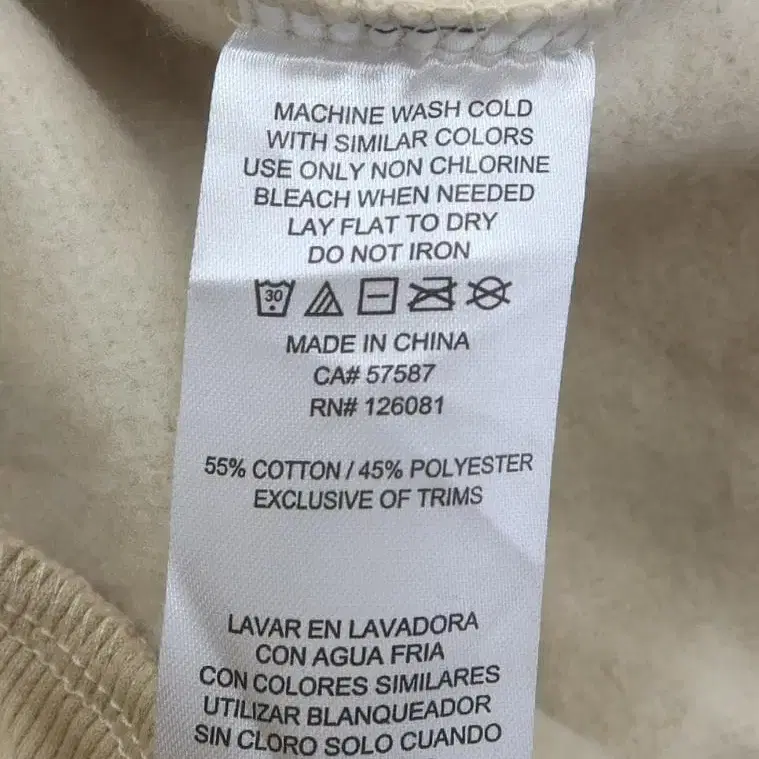 MACHINE WASH COLD
WITH SIMILAR COLORS
USE ONLY NON CHLORINE
BLEACH WHEN NEEDED
LAY FLAT TO DRY
DO NOT IRON
30
MADE IN CHINA
CA# 57587
RN# 126081
55% COTTON / 45% POLYESTER
EXCLUSIVE OF TRIMS
LAVAR EN LAVADORA
CON AGUA FRIA
CON COLORES SIMILARES
UTILIZAR BLANQUEADOR
SIN CLORO SOLO CUANDO